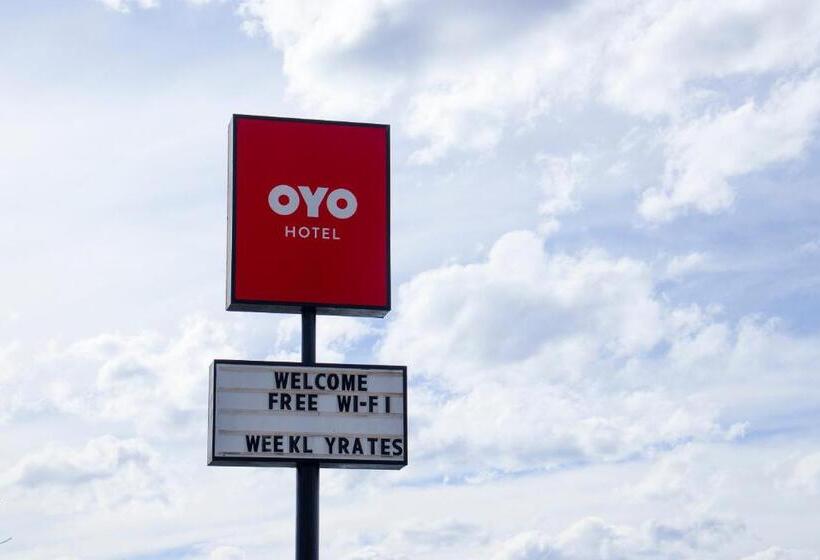 OYO
HOTEL
WELCOME
FREE WI-FI
WEEKL YRATES